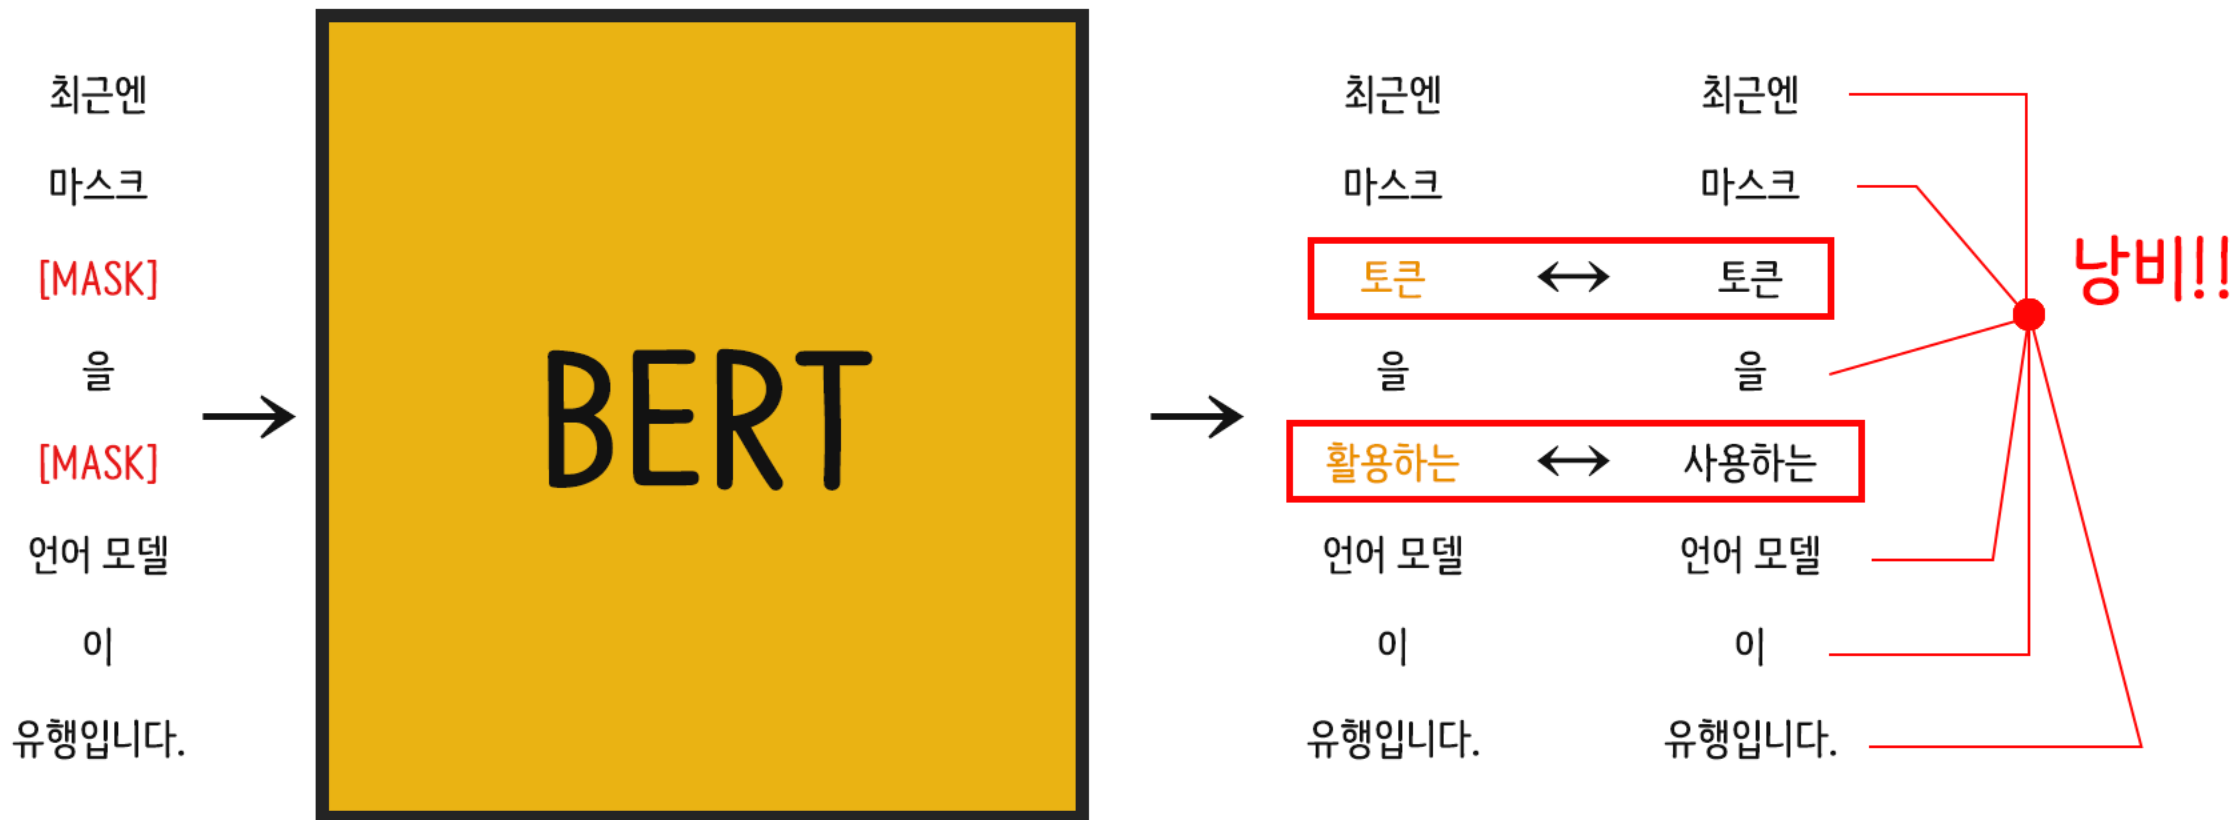 최근엔
마스크
[MASK]
을
[MASK]
언어 모델
이
유행입니다.
BERT
최근엔 최근엔
마스크 마스크
토큰 토큰
을 을
활용하는 사용하는
언어 모델 언어 모델
이 이
유행입니다. 유행입니다.
낭비!!